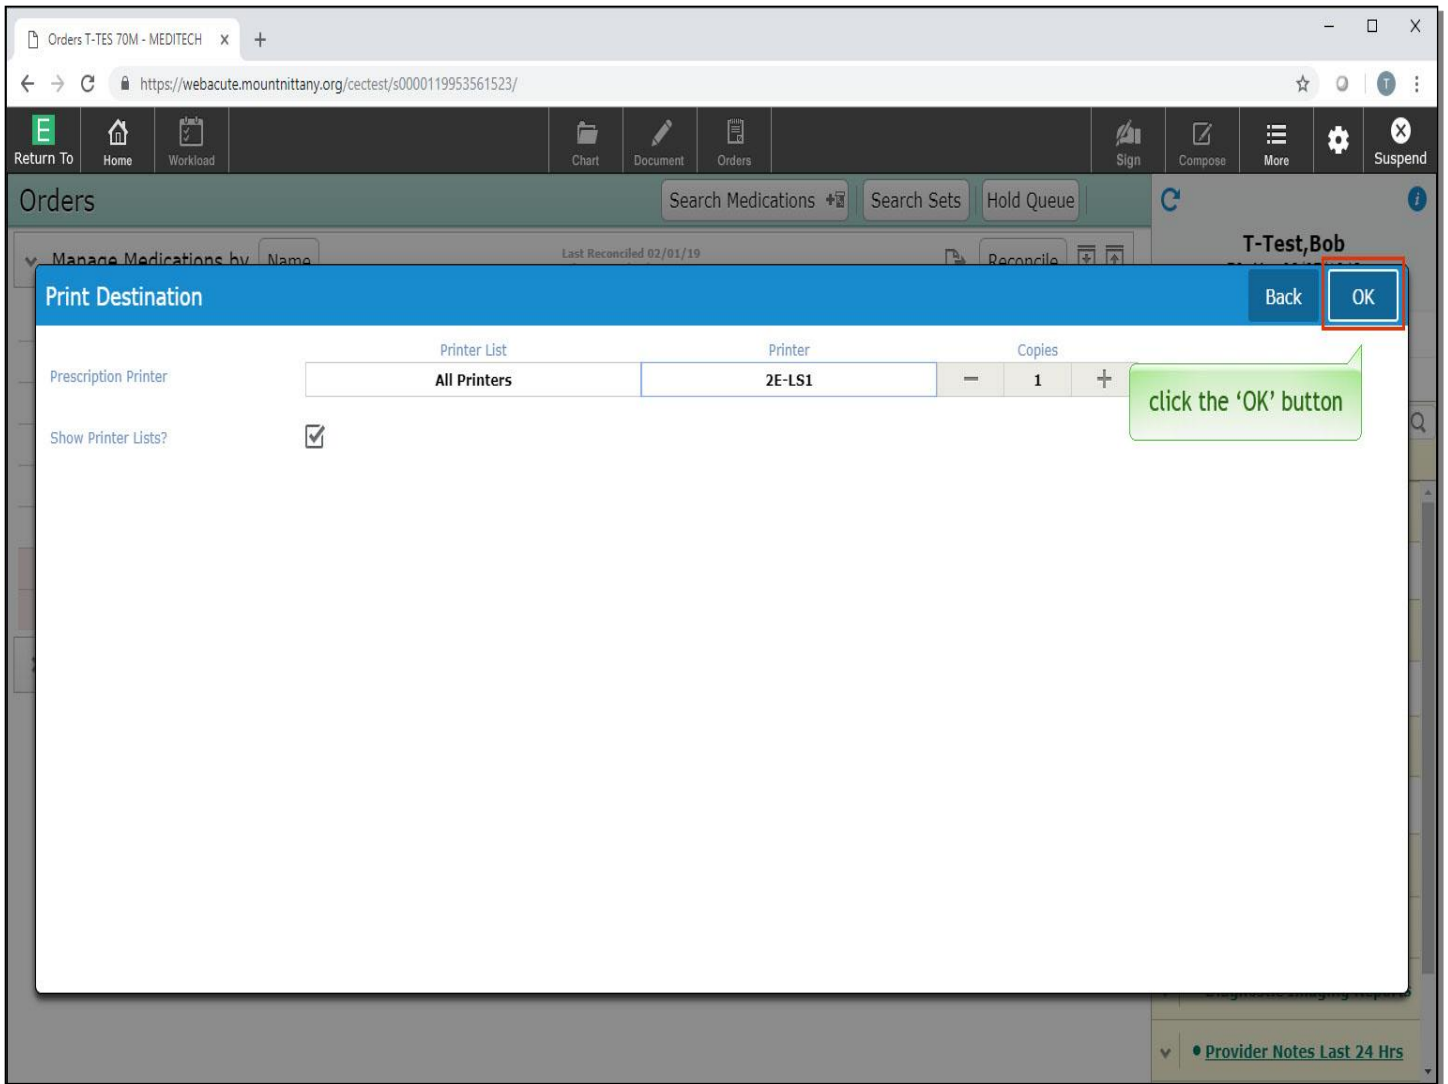 Orders T-TES 70M - MEDITECH
https://webacute.mountnittany.org/cectest/s0000119953561523/
Return To Home Workload Chart Document Orders Sign Compose More Suspend
Orders Search Medications Search Sets Hold Queue
T-Test,Bob
Manage Medications by Name Last Reconciled 02/01/19 Reconcile
Print Destination Back OK
Printer List Printer Copies
Prescription Printer All Printers 2E-LS1 1
click the ‘OK’ button
Show Printer Lists?
• Provider Notes Last 24 Hrs